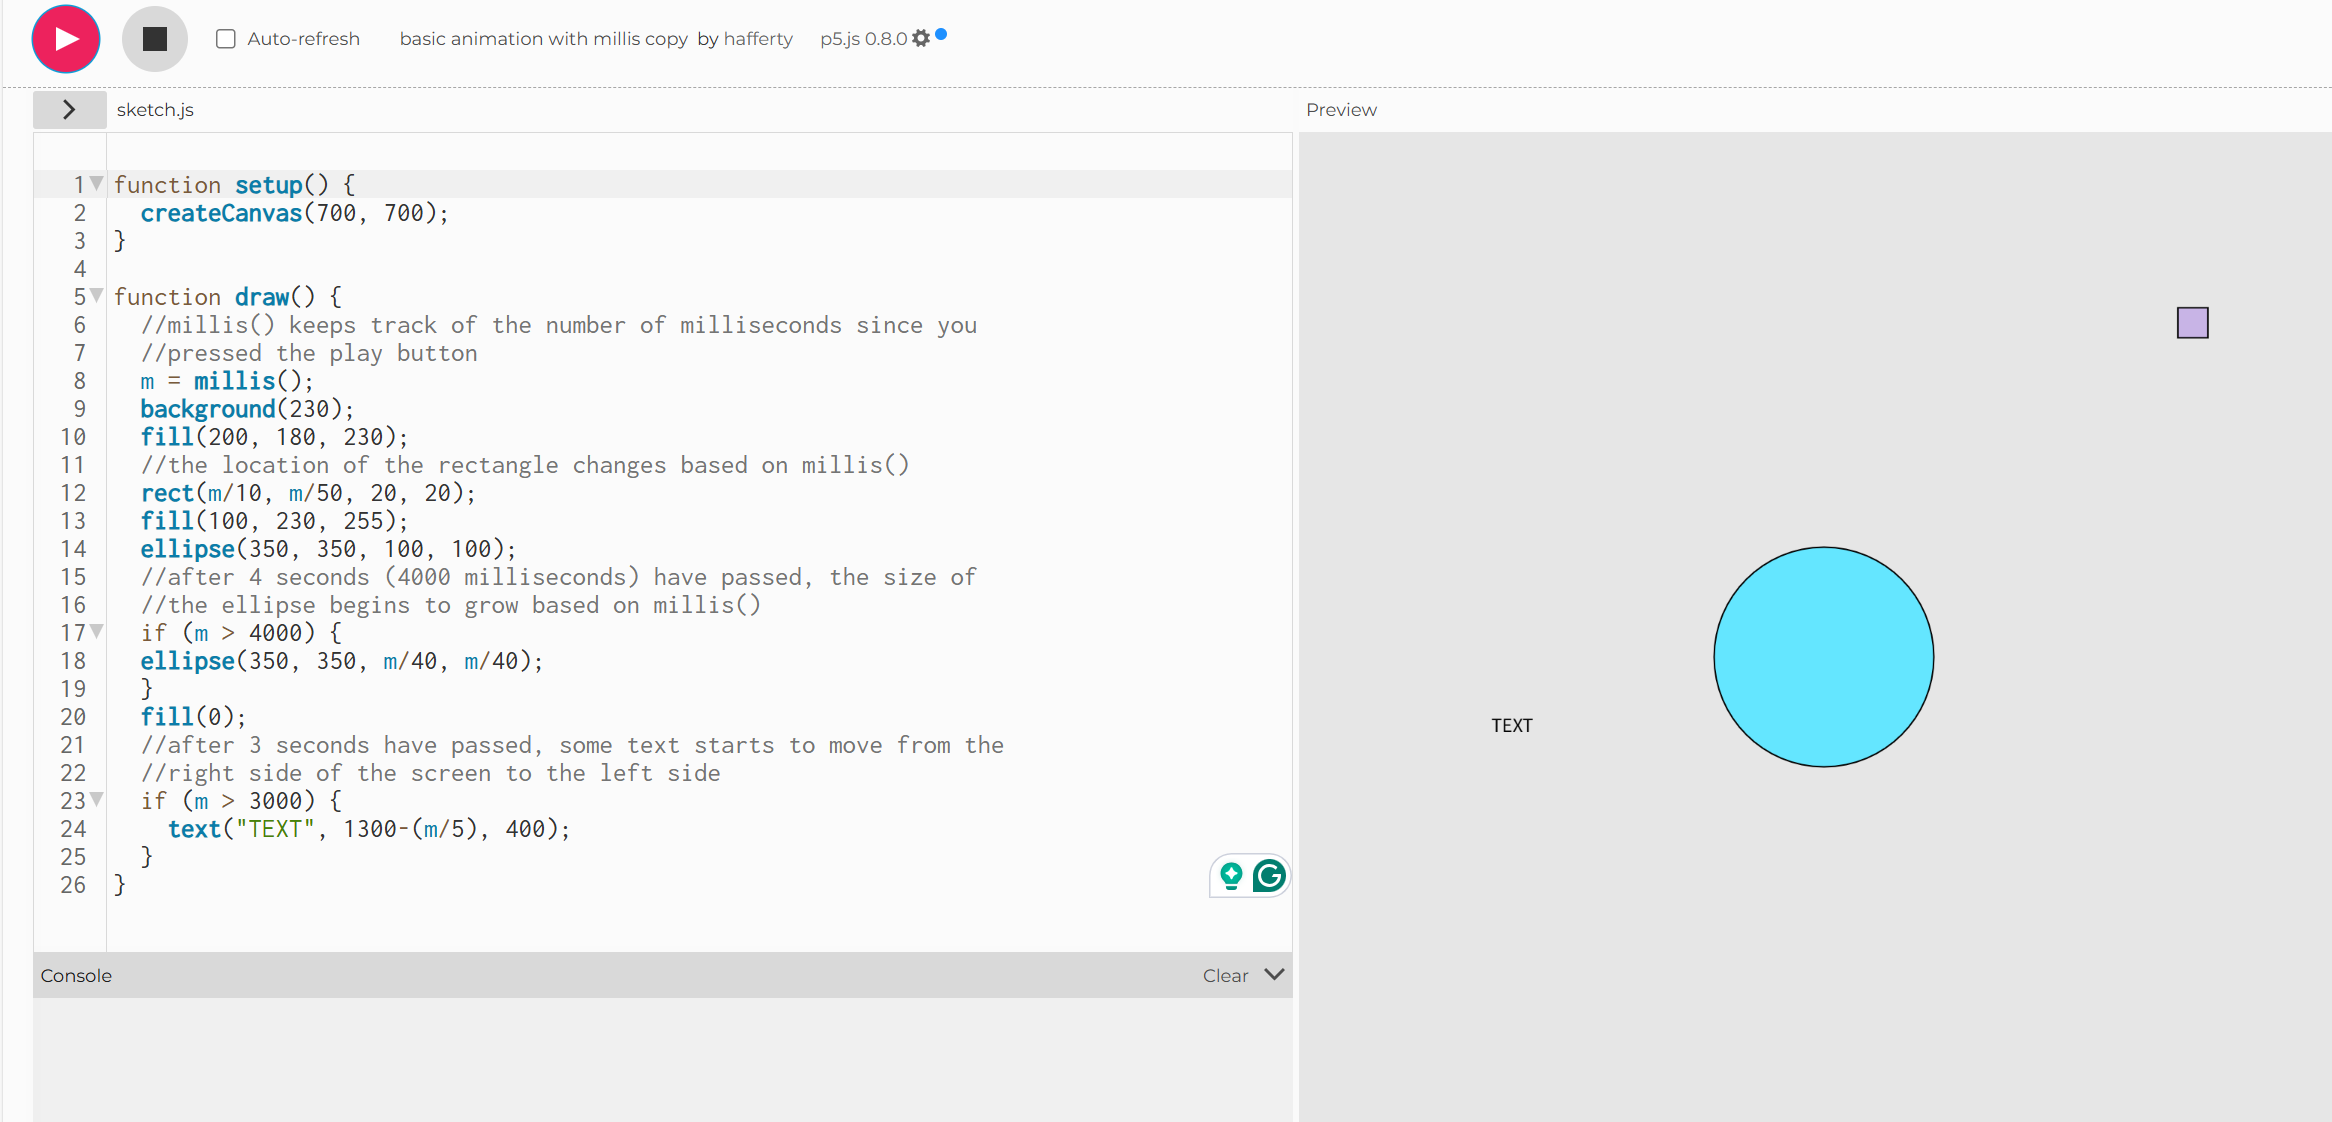 Auto-refresh basic animation with millis copy by hafferty p5.js 0.8.0
sketch.js
Preview
1 function setup() {
2 createCanvas(700, 700);
3 }
4
5 function draw() {
6 //millis() keeps track of the number of milliseconds since you
7 //pressed the play button
8 m = millis();
9 background(230);
10 fill(200, 180, 230);
11 //the location of the rectangle changes based on millis()
12 rect(m/10, m/50, 20, 20);
13 fill(100, 230, 255);
14 ellipse(350, 350, 100, 100);
15 //after 4 seconds (4000 milliseconds) have passed, the size of
16 //the ellipse begins to grow based on millis()
17 if (m > 4000) {
18 ellipse(350, 350, m/40, m/40);
19 }
20 fill(0);
21 //after 3 seconds have passed, some text starts to move from the
22 //right side of the screen to the left side
23 if (m > 3000) {
24 text("TEXT", 1300-(m/5), 400);
25 }
26 }
Console
Clear
TEXT